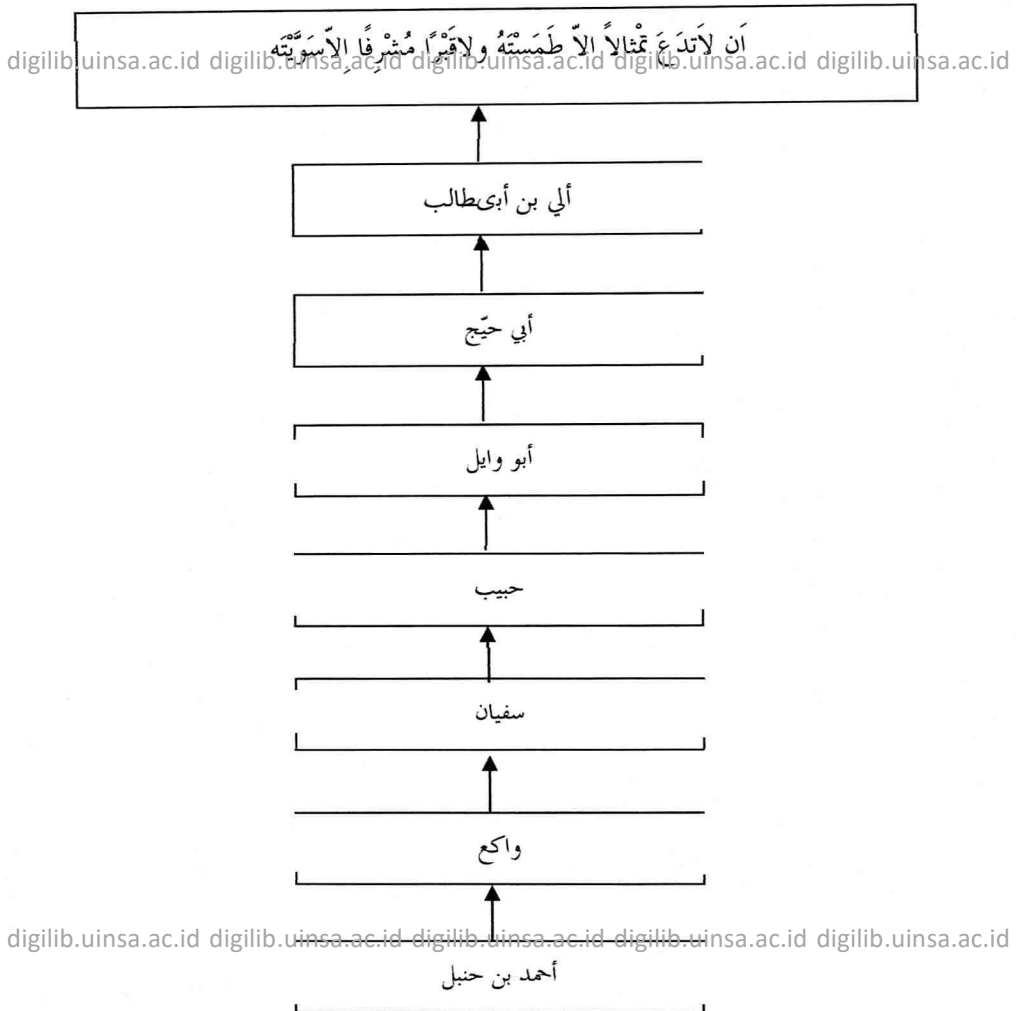 اَن لاَتدَعَ تمْثالاً الاّ طَمَسْتَهُ ولاقَبْرًا مُشْرِفًا اِلاّسَوَّيْتَه
digilib.uinsa.ac.id digilib.uinsa.ac.id digilib.uinsa.ac.id digilib.uinsa.ac.id digilib.uinsa.ac.id
ألي بن أبىطالب
أبي حيّج
أبو وايل
حبيب
سفيان
واكع
digilib.uinsa.ac.id digilib.uinsa.ac.id digilib.uinsa.ac.id digilib.uinsa.ac.id digilib.uinsa.ac.id
أحمد بن حنبل